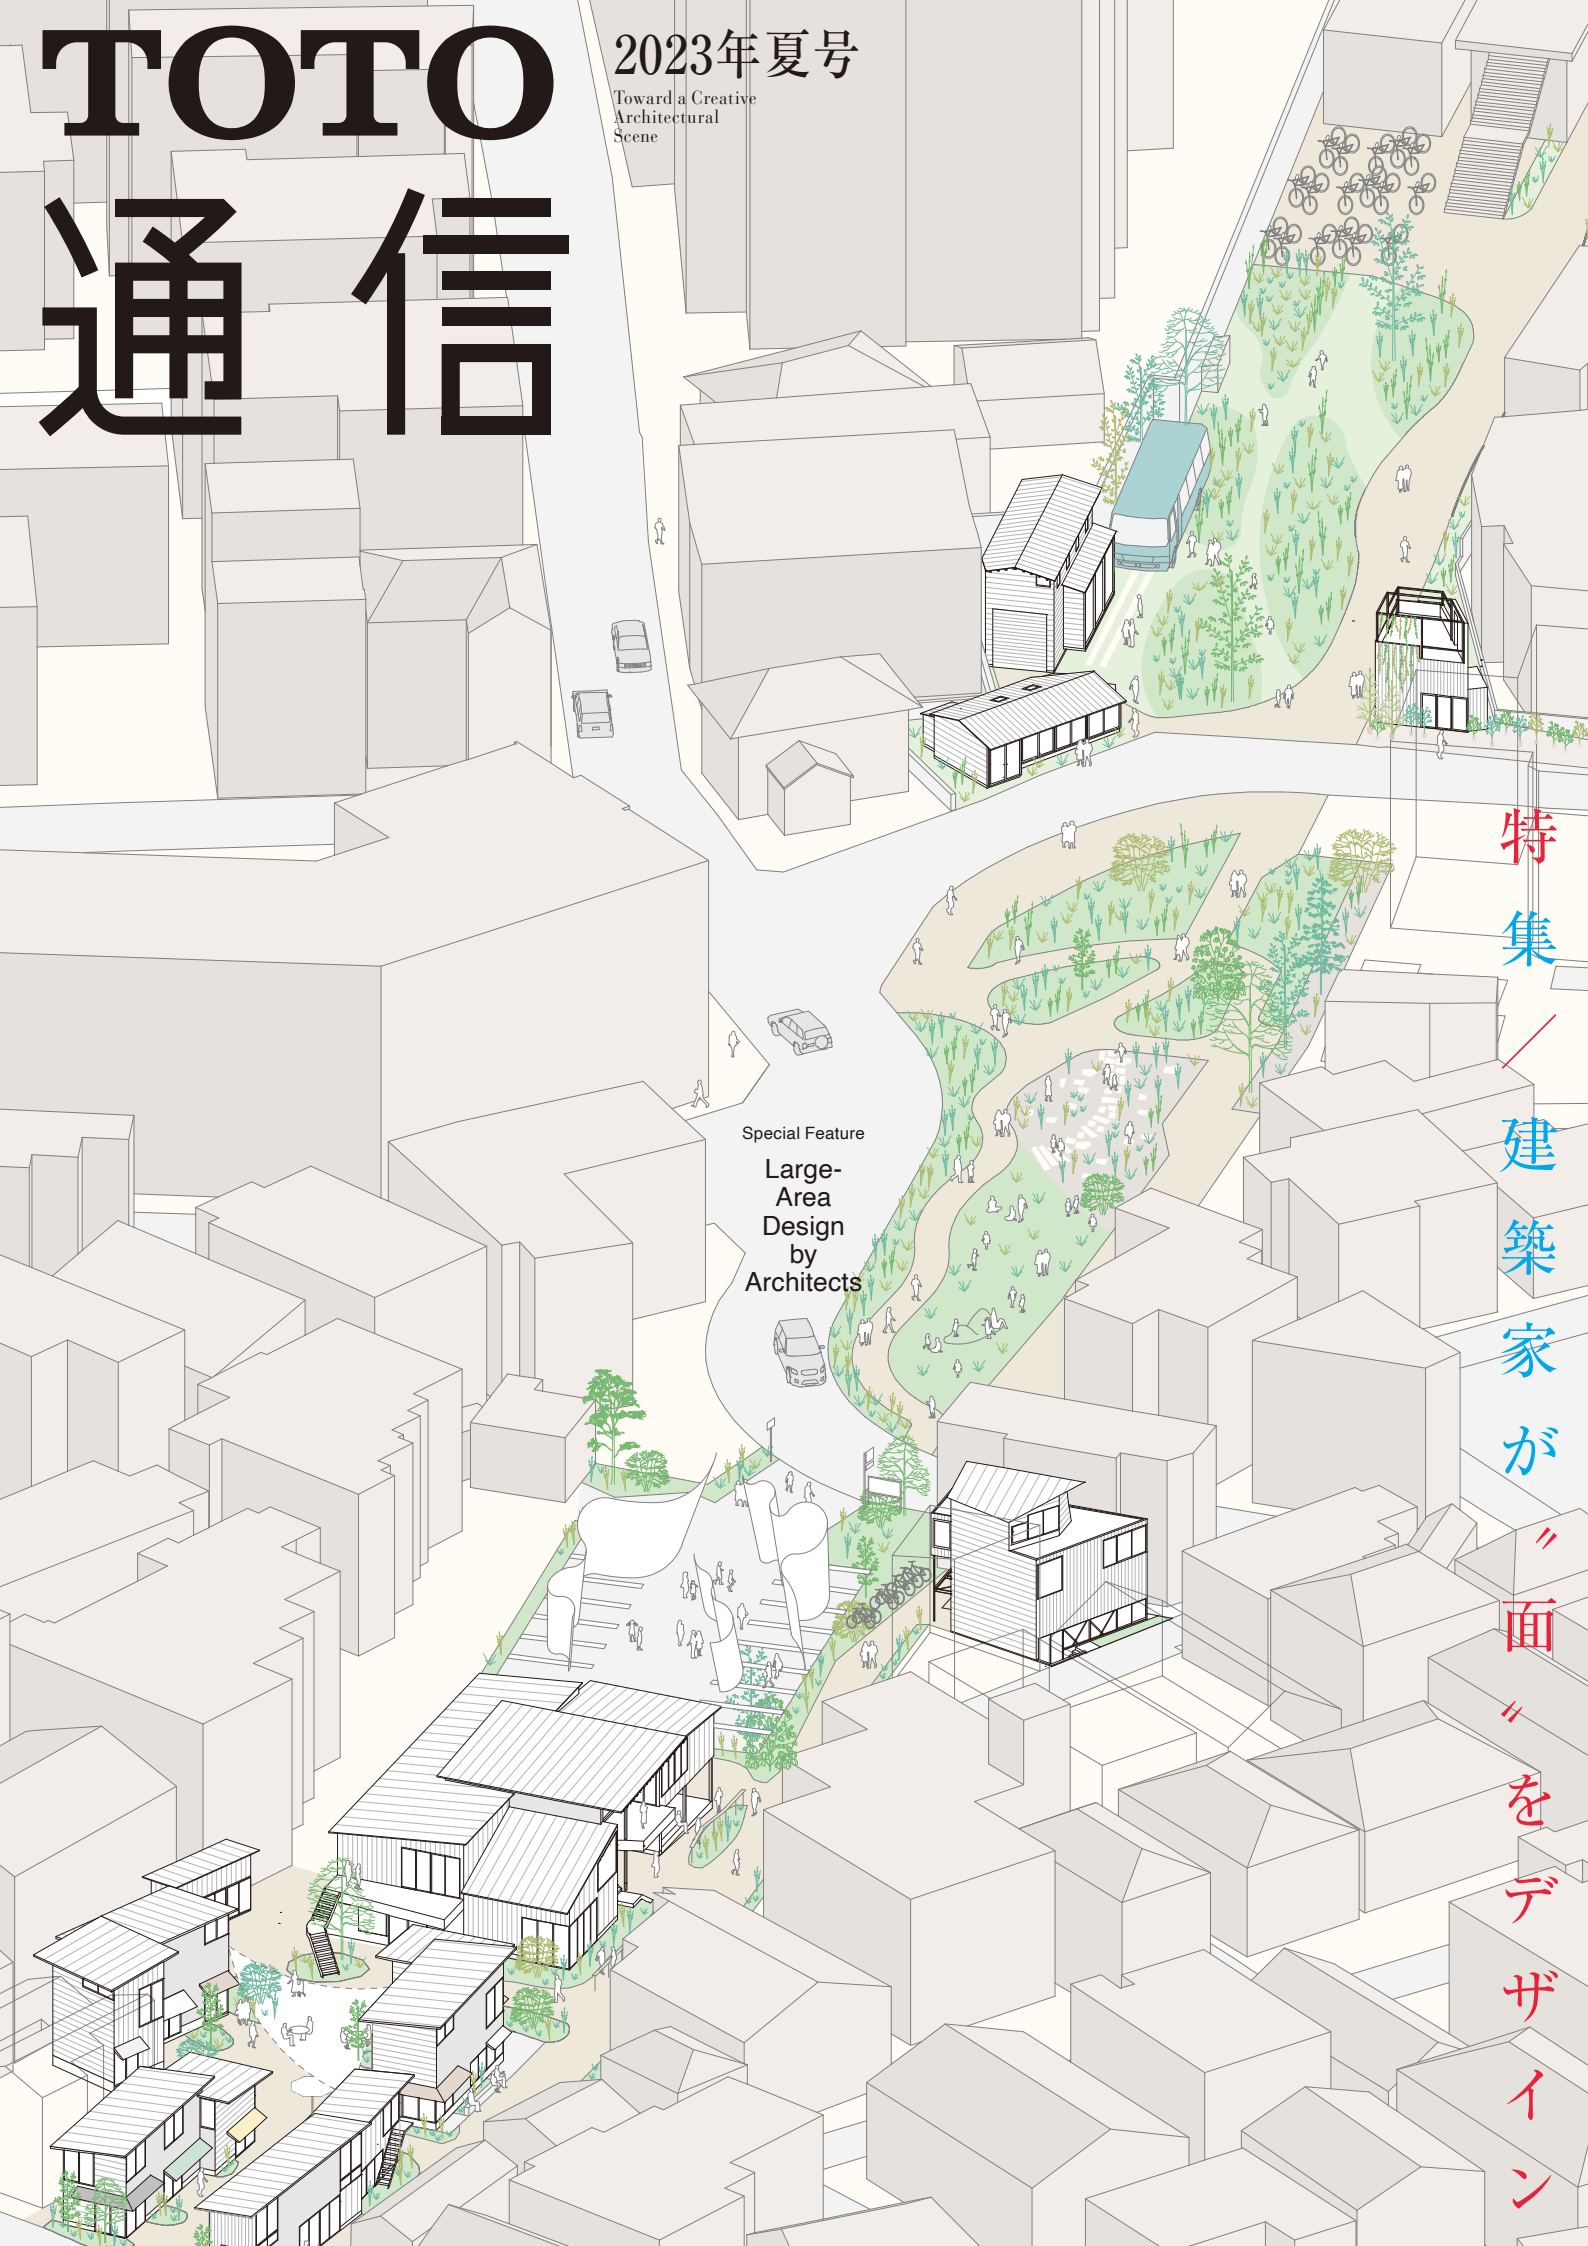 TOTO
通信
2023年夏号
Toward a Creative
Architectural
Scene
Special Feature
Large-
Area
Design
by
Architects
特集／建築家が〝面〟をデザイン